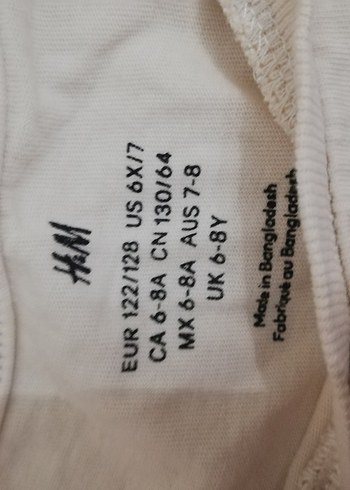 H&M
EUR 122/128 US 6X/7
CA 6-8A CN 130/64
MX 6-8A AUS 7-8
UK 6-8Y
Made in Bangladesh
Fabriqué au Bangladesh